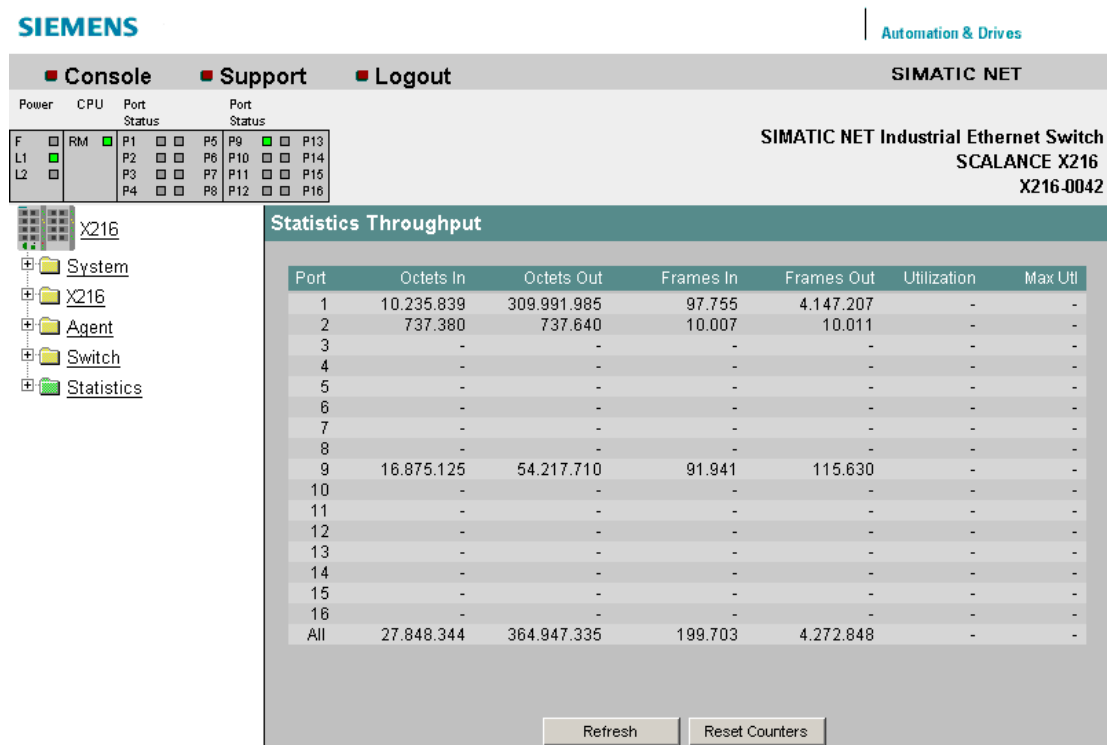 SIEMENS
Automation & Drives
Console Support Logout SIMATIC NET
Power CPU Port Status Port Status
F RM P1 P5 P9 P13
L1 P2 P6 P10 P14
L2 P3 P7 P11 P15
P4 P8 P12 P16
SIMATIC NET Industrial Ethernet Switch
SCALANCE X216
X216-0042
X216
System
X216
Agent
Switch
Statistics
Statistics Throughput
Port Octets In Octets Out Frames In Frames Out Utilization Max Utl
1 10.235.839 309.991.985 97.755 4.147.207 - -
2 737.380 737.640 10.007 10.011 - -
3 - - - - - -
4 - - - - - -
5 - - - - - -
6 - - - - - -
7 - - - - - -
8 - - - - - -
9 16.875.125 54.217.710 91.941 115.630 - -
10 - - - - - -
11 - - - - - -
12 - - - - - -
13 - - - - - -
14 - - - - - -
15 - - - - - -
16 - - - - - -
All 27.848.344 364.947.335 199.703 4.272.848 - -
Refresh Reset Counters